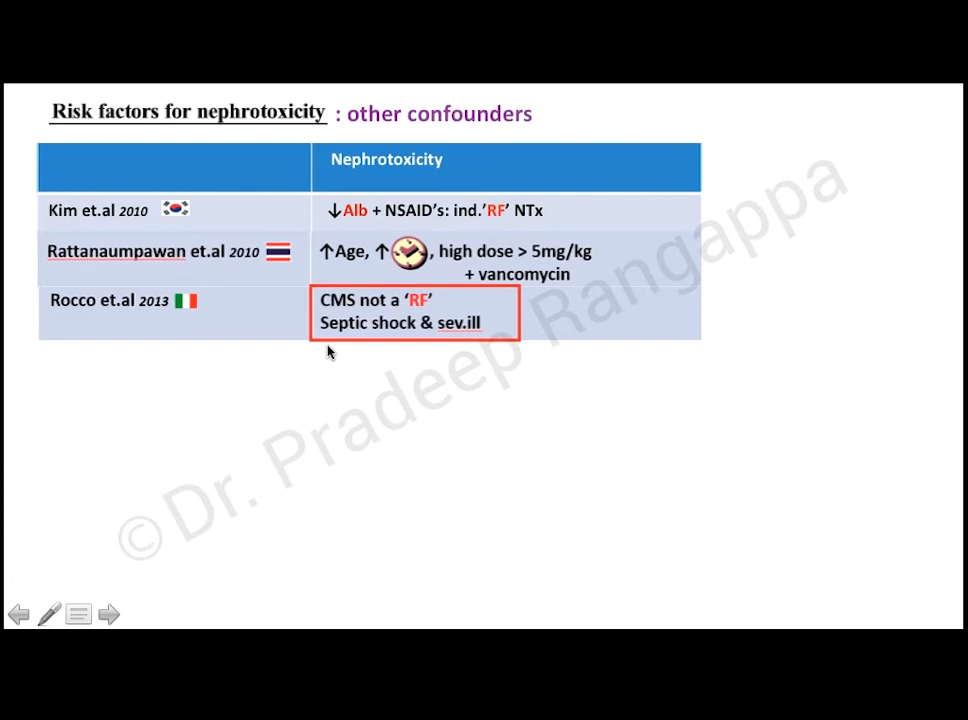 Risk factors for nephrotoxicity : other confounders
Nephrotoxicity
Kim et.al 2010
↓Alb + NSAID's: ind.'RF' NTx
Rattanaumpawan et.al 2010
↑Age, ↑ , high dose > 5mg/kg
+ vancomycin
Rocco et.al 2013
CMS not a 'RF'
Septic shock & sev.ill
©Dr. Pradeep Rangappa